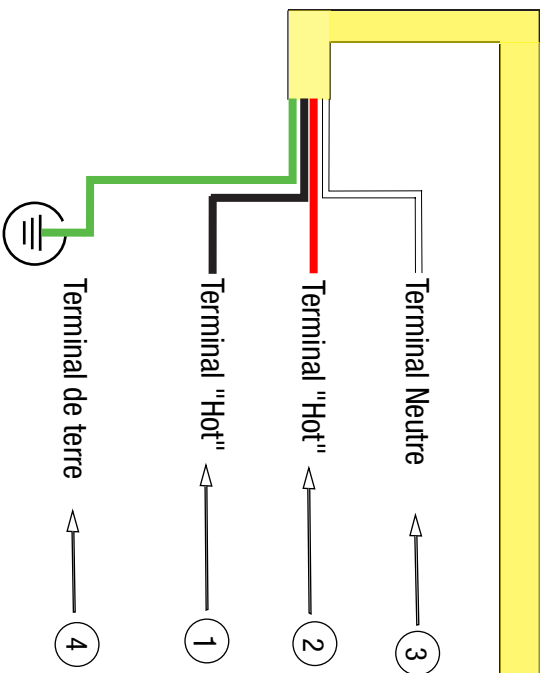 Terminal Neutre
3
Terminal "Hot"
2
Terminal "Hot"
1
Terminal de terre
4